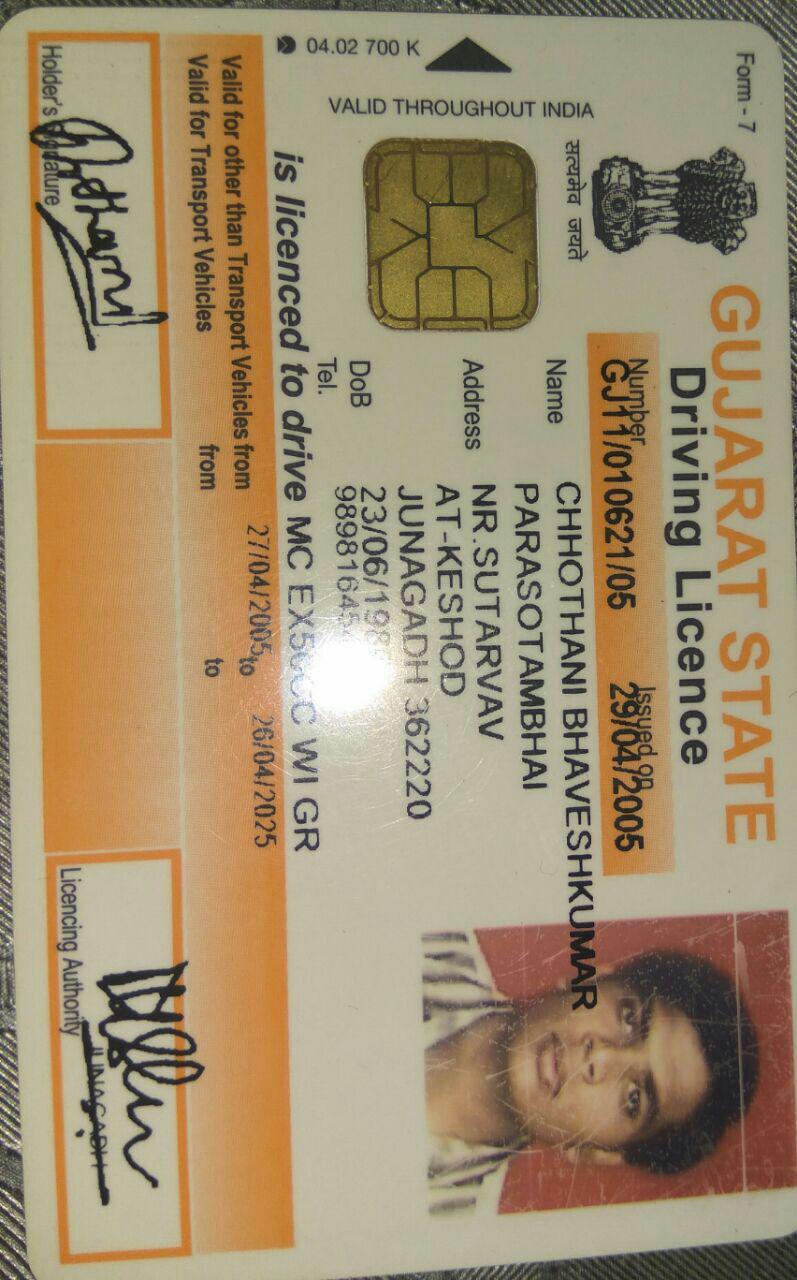 Form - 7
GUJARAT STATE
Driving Licence
सत्यमेव जयते
Number
GJ11/010621/05
Issued on
29/04/2005
04.02 700 K
VALID THROUGHOUT INDIA
Name CHHOTHANI BHAVESHKUMAR
PARASOTAMBHAI
Address NR.SUTARVAV
AT-KESHOD
JUNAGADH 362220
DoB 23/06/198
Tel. 98981645
is licenced to drive MC EX50CC WI GR
Valid for other than Transport Vehicles from 27/04/2005 to 26/04/2025
Valid for Transport Vehicles from to
Holder's Signature
Licencing Authority
JUNAGADH